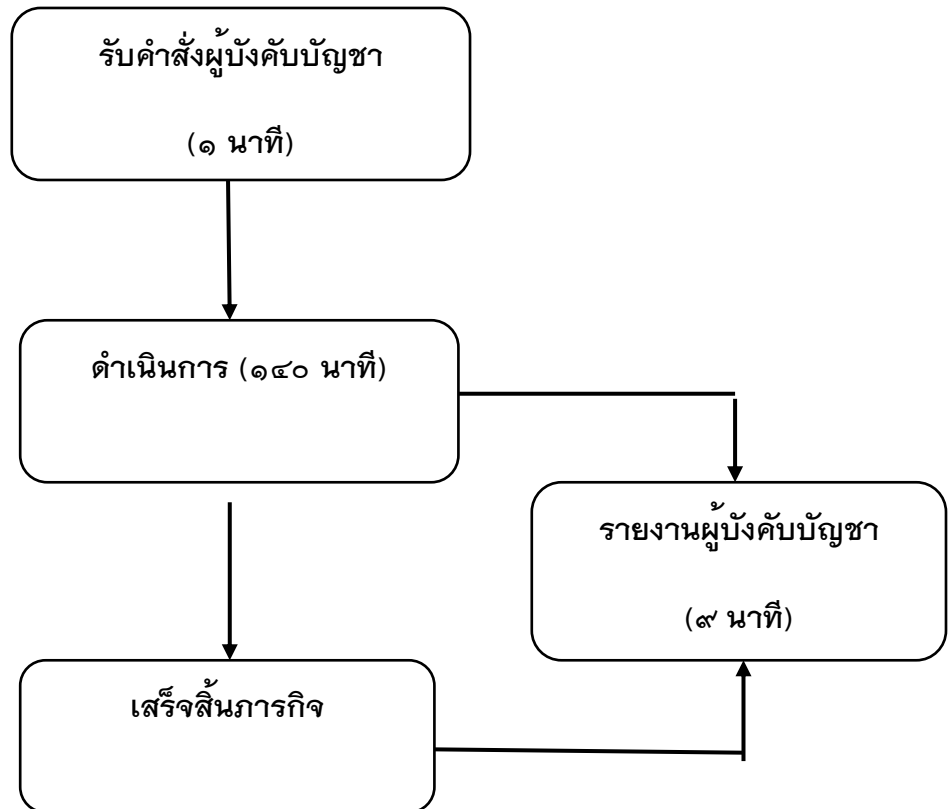 รับคำสั่งผู้บังคับบัญชา
(๑ นาที)
ดำเนินการ (๑๔๐ นาที)
รายงานผู้บังคับบัญชา
(๙ นาที)
เสร็จสิ้นภารกิจ